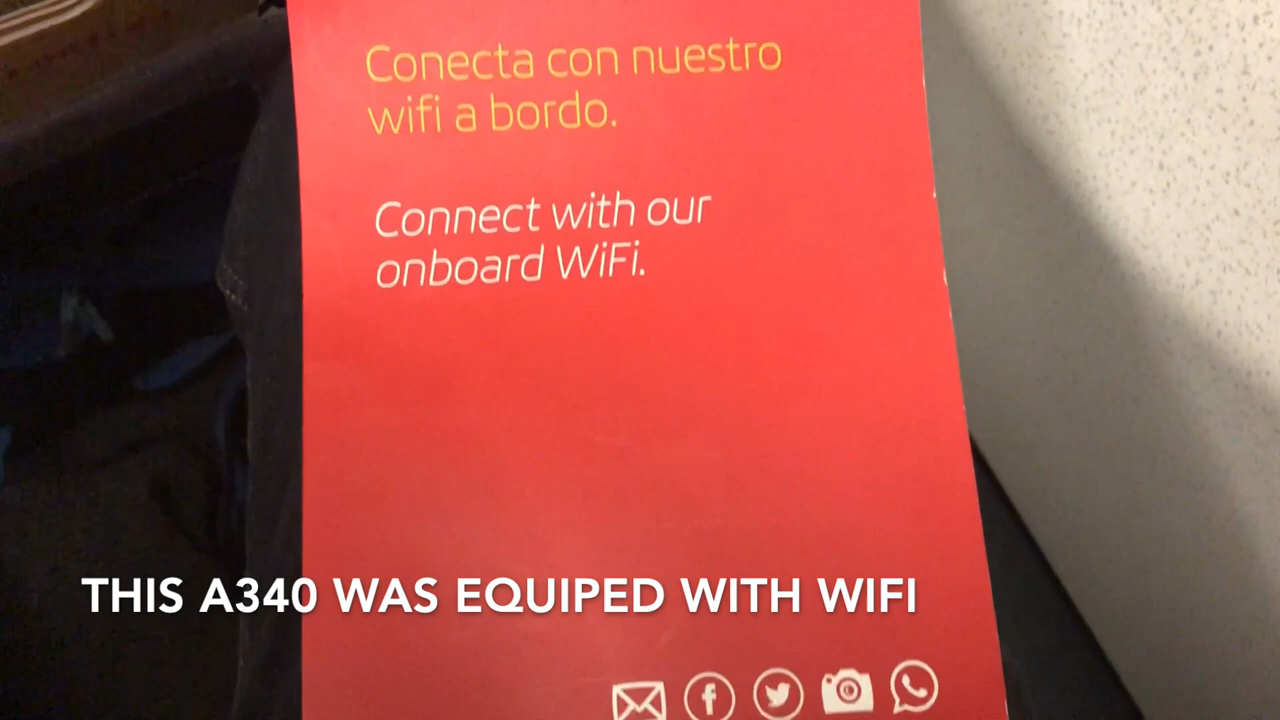 Conecta con nuestro
wifi a bordo.
Connect with our
onboard WiFi.
THIS A340 WAS EQUIPED WITH WIFI